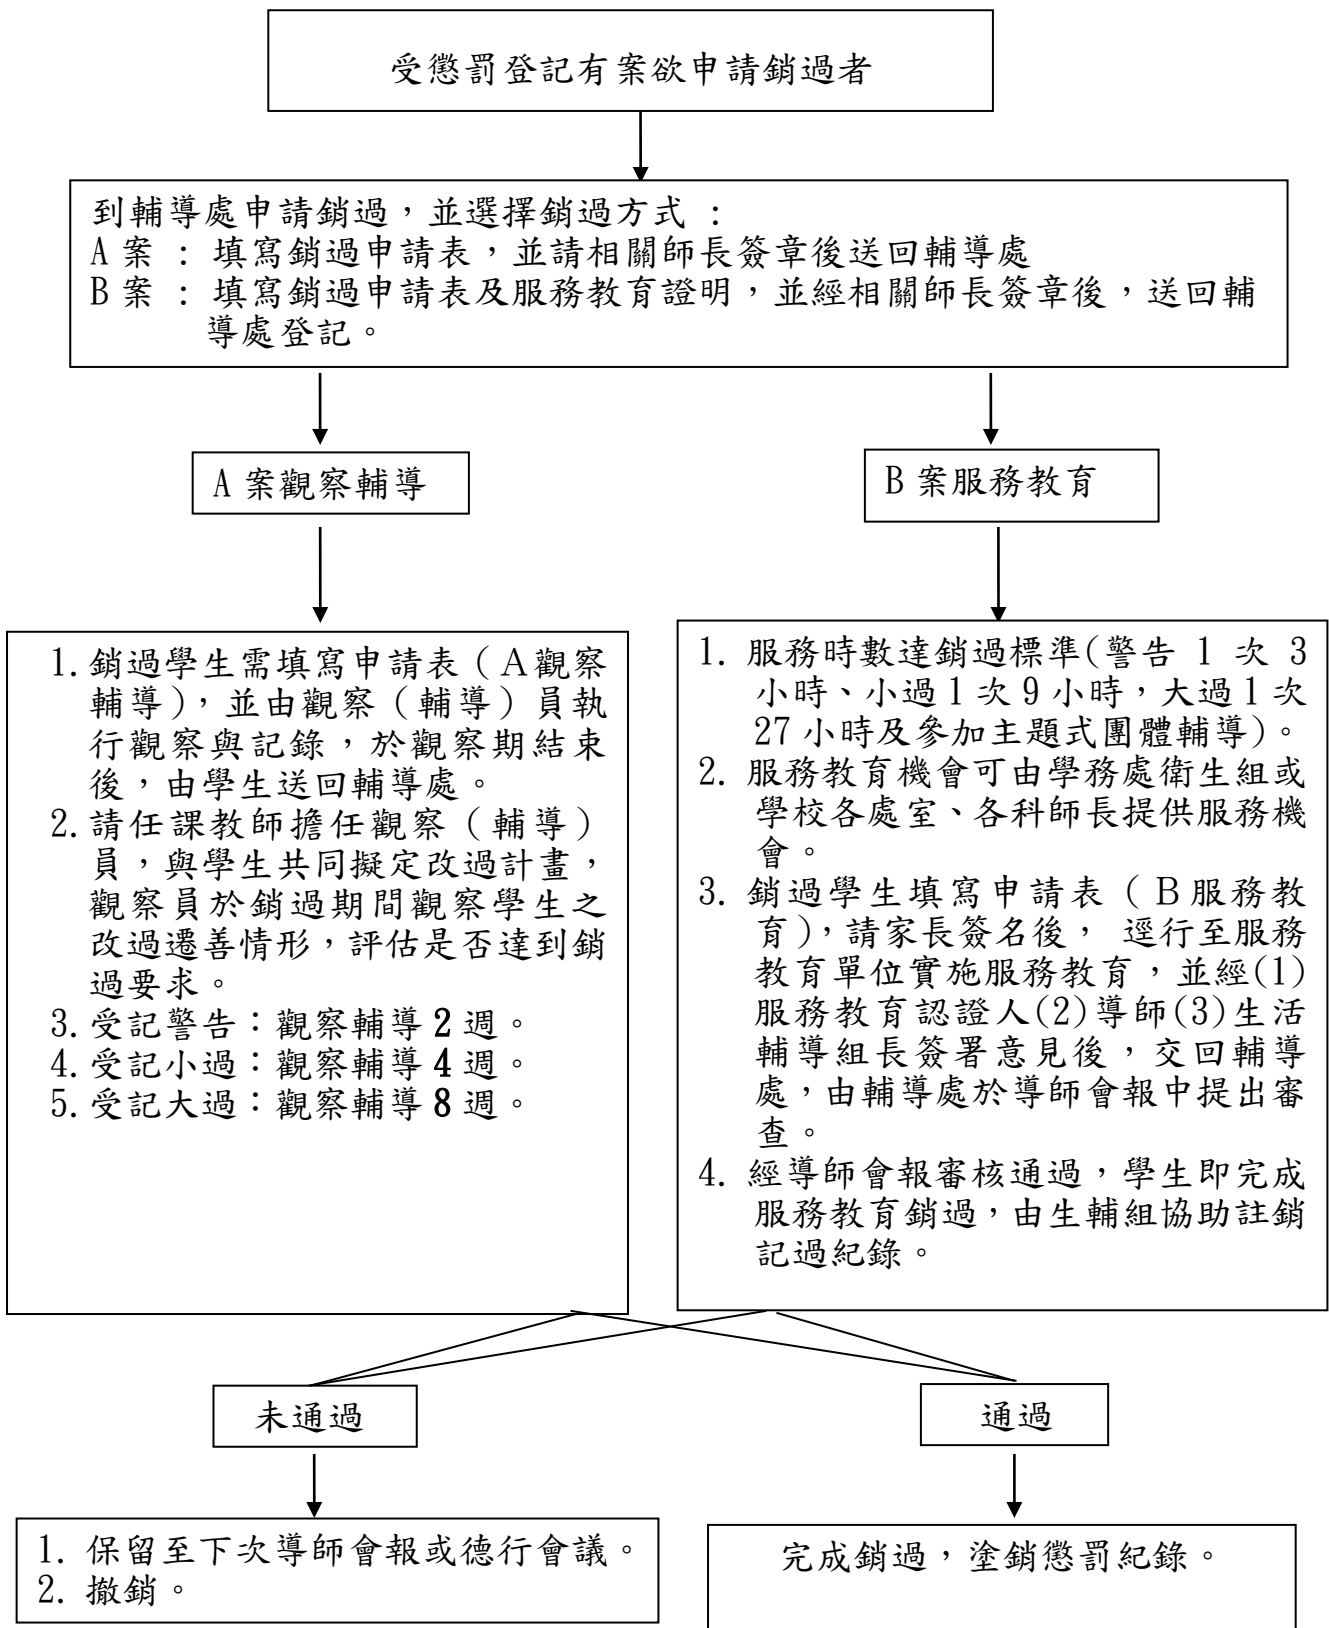 受懲罰登記有案欲申請銷過者
到輔導處申請銷過，並選擇銷過方式：
A案：填寫銷過申請表，並請相關師長簽章後送回輔導處
B案：填寫銷過申請表及服務教育證明，並經相關師長簽章後，送回輔
導處登記。
A案觀察輔導
B案服務教育
1.銷過學生需填寫申請表（A觀察
輔導），並由觀察（輔導）員執
行觀察與記錄，於觀察期結束
後，由學生送回輔導處。
2.請任課教師擔任觀察（輔導）
員，與學生共同擬定改過計畫，
觀察員於銷過期間觀察學生之
改過遷善情形，評估是否達到銷
過要求。
3.受記警告：觀察輔導2週。
4.受記小過：觀察輔導4週。
5.受記大過：觀察輔導8週。
1. 服務時數達銷過標準(警告 1 次 3
小時、小過1次9小時，大過1次
27小時及參加主題式團體輔導)。
2. 服務教育機會可由學務處衛生組或
學校各處室、各科師長提供服務機
會。
3. 銷過學生填寫申請表（B服務教
育），請家長簽名後， 逕行至服務
教育單位實施服務教育，並經(1)
服務教育認證人(2)導師(3)生活
輔導組長簽署意見後，交回輔導
處，由輔導處於導師會報中提出審
查。
4. 經導師會報審核通過，學生即完成
服務教育銷過，由生輔組協助註銷
記過紀錄。
未通過
通過
1. 保留至下次導師會報或德行會議。
2. 撤銷。
完成銷過，塗銷懲罰紀錄。